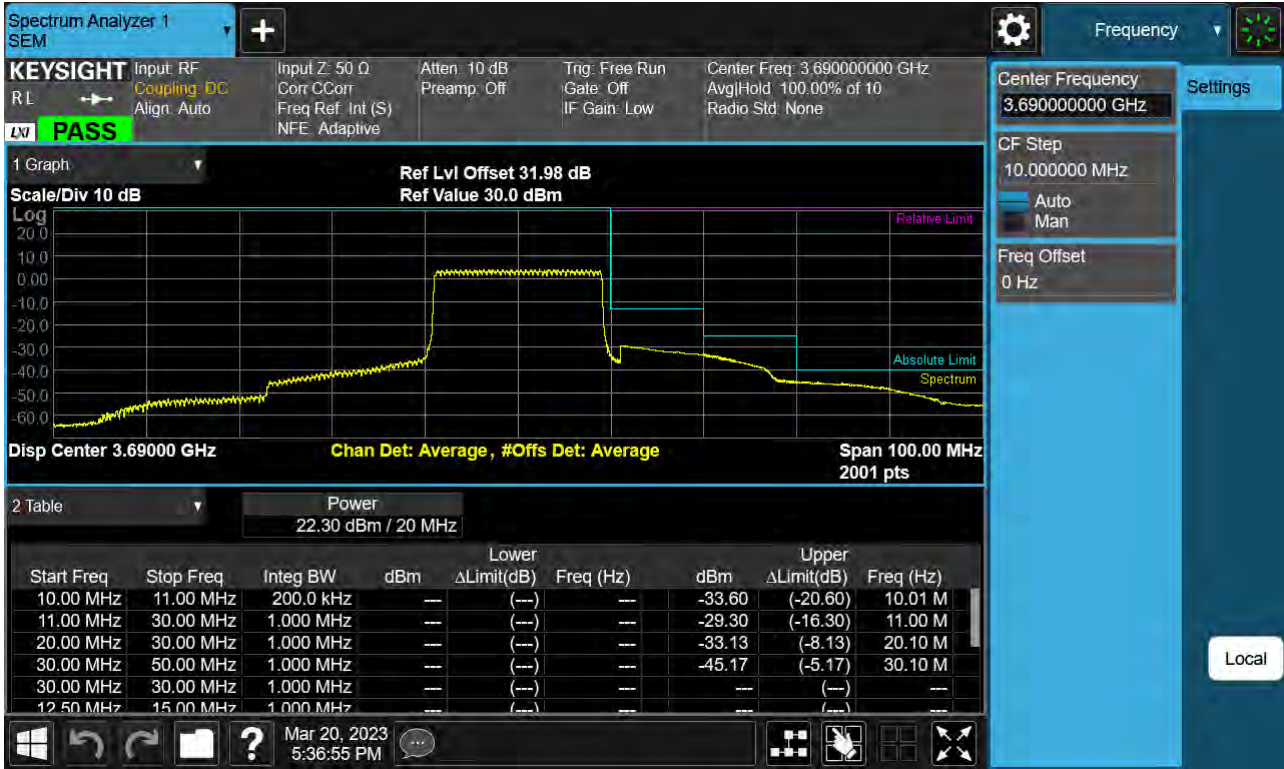 Spectrum Analyzer 1
SEM
+
Frequency
KEYSIGHT
R L
LXI
PASS
Input: RF
Coupling: DC
Align: Auto
Input Z: 50 Ω
Corr CCorr
Freq Ref: Int (S)
NFE: Adaptive
Atten: 10 dB
Preamp: Off
Trig: Free Run
Gate: Off
IF Gain: Low
Center Freq: 3.690000000 GHz
Avg|Hold: 100.00% of 10
Radio Std: None
Center Frequency
3.690000000 GHz
Settings
CF Step
10.000000 MHz
Auto
Man
Freq Offset
0 Hz
1 Graph
Scale/Div 10 dB
Ref Lvl Offset 31.98 dB
Ref Value 30.0 dBm
Log
20.0
10.0
0.00
-10.0
-20.0
-30.0
-40.0
-50.0
-60.0
Relative Limit
Absolute Limit
Spectrum
Disp Center 3.69000 GHz
Chan Det: Average , #Offs Det: Average
Span 100.00 MHz
2001 pts
2 Table
Power
22.30 dBm / 20 MHz
Lower Upper
Start Freq Stop Freq Integ BW dBm ΔLimit(dB) Freq (Hz) dBm ΔLimit(dB) Freq (Hz)
10.00 MHz 11.00 MHz 200.0 kHz --- (---) --- -33.60 (-20.60) 10.01 M
11.00 MHz 30.00 MHz 1.000 MHz --- (---) --- -29.30 (-16.30) 11.00 M
20.00 MHz 30.00 MHz 1.000 MHz --- (---) --- -33.13 (-8.13) 20.10 M
30.00 MHz 50.00 MHz 1.000 MHz --- (---) --- -45.17 (-5.17) 30.10 M
30.00 MHz 30.00 MHz 1.000 MHz --- (---) --- --- (---) ---
12.50 MHz 15.00 MHz 1.000 MHz --- (---) --- --- (---) ---
Local
?
Mar 20, 2023
5:36:55 PM